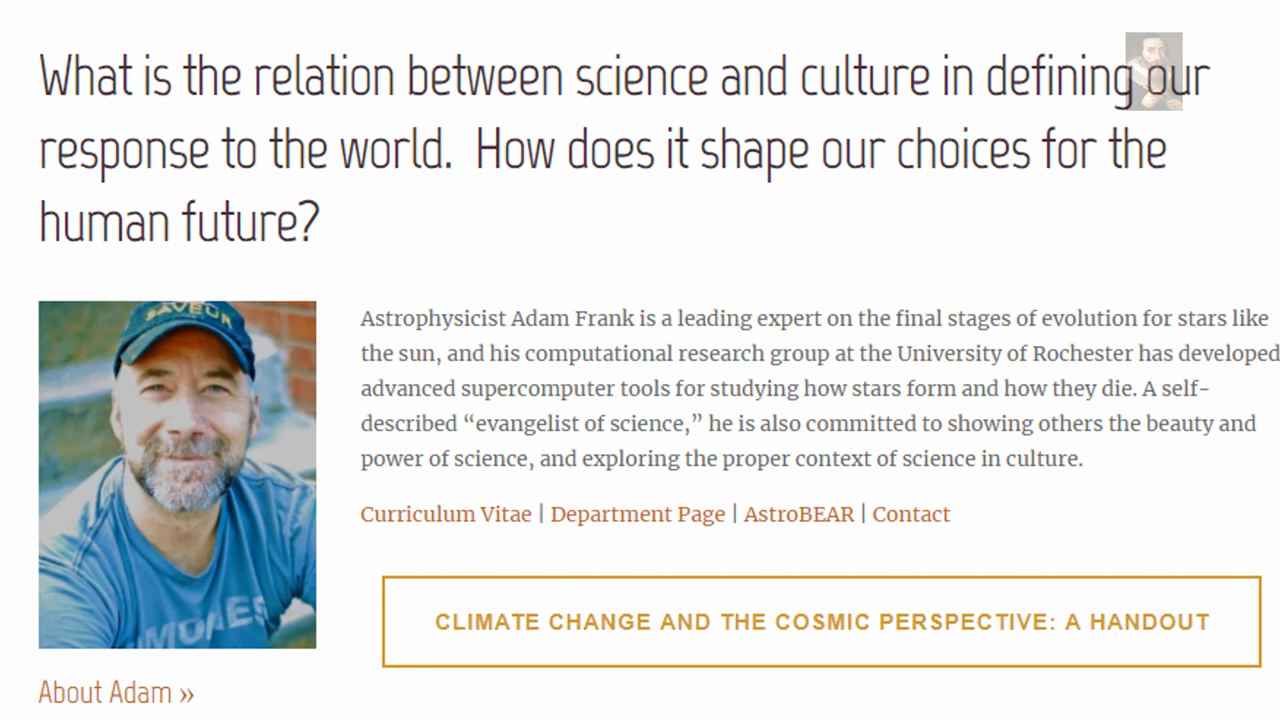 What is the relation between science and culture in defining our
response to the world. How does it shape our choices for the
human future?
SAVEUR
Astrophysicist Adam Frank is a leading expert on the final stages of evolution for stars like
the sun, and his computational research group at the University of Rochester has developed
advanced supercomputer tools for studying how stars form and how they die. A self-
described “evangelist of science,” he is also committed to showing others the beauty and
power of science, and exploring the proper context of science in culture.
Curriculum Vitae | Department Page | AstroBEAR | Contact
CLIMATE CHANGE AND THE COSMIC PERSPECTIVE: A HANDOUT
About Adam »